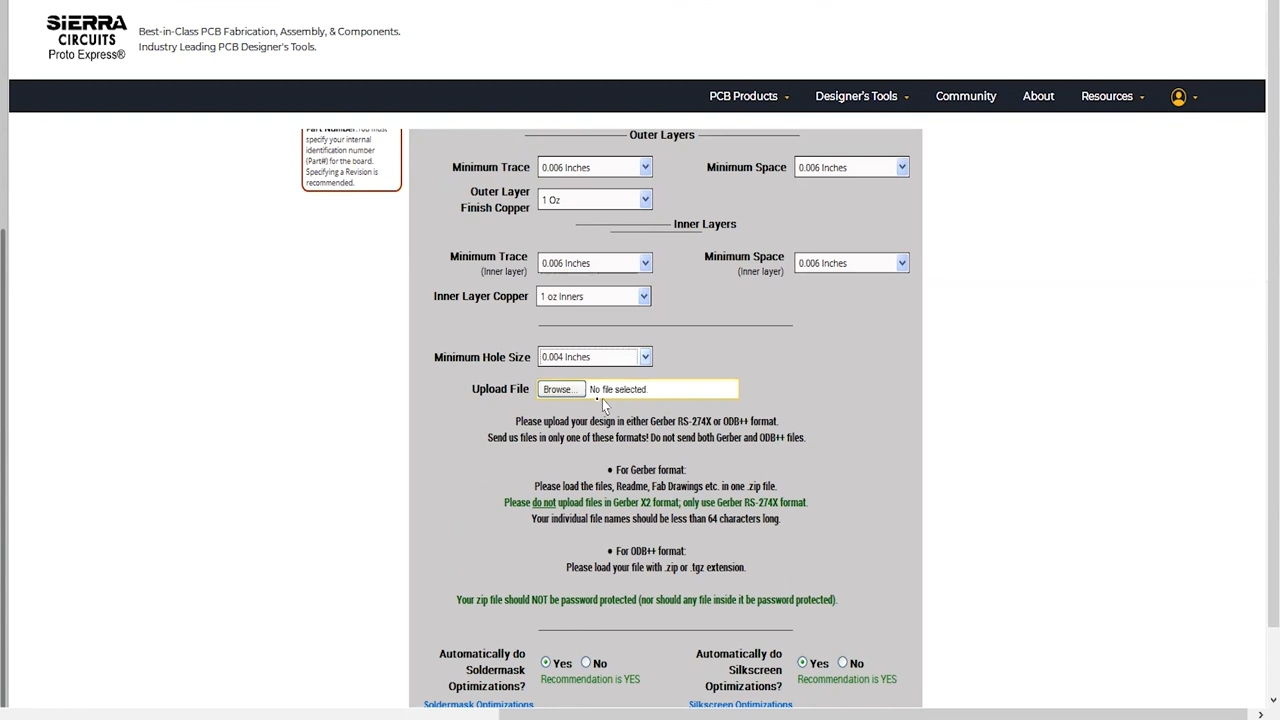 SIERRA
CIRCUITS
Proto Express®
Best-in-Class PCB Fabrication, Assembly, & Components.
Industry Leading PCB Designer's Tools.
PCB Products
Designer's Tools
Community
About
Resources
Part Number. You must
specify your internal
identification number
(Part#) for the board.
Specifying a Revision is
recommended.
Outer Layers
Minimum Trace
0.006 Inches
Minimum Space
0.006 Inches
Outer Layer
Finish Copper
1 Oz
Inner Layers
Minimum Trace
(Inner layer)
0.006 Inches
Minimum Space
(Inner layer)
0.006 Inches
Inner Layer Copper
1 oz Inners
Minimum Hole Size
0.004 Inches
Upload File
Browse...
No file selected.
Please upload your design in either Gerber RS-274X or ODB++ format.
Send us files in only one of these formats! Do not send both Gerber and ODB++ files.
• For Gerber format:
Please load the files, Readme, Fab Drawings etc. in one .zip file.
Please do not upload files in Gerber X2 format; only use Gerber RS-274X format.
Your individual file names should be less than 64 characters long.
• For ODB++ format:
Please load your file with .zip or .tgz extension.
Your zip file should NOT be password protected (nor should any file inside it be password protected).
Automatically do
Soldermask
Optimizations?
Yes No
Recommendation is YES
Automatically do
Silkscreen
Optimizations?
Yes No
Recommendation is YES
Soldermask Optimizations
Silkscreen Optimizations